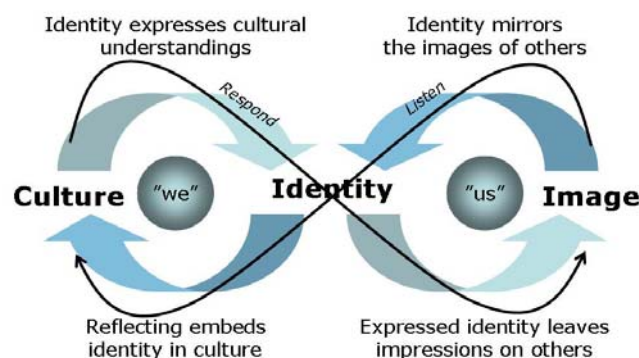 Identity expresses cultural
understandings
Identity mirrors
the images of others
Respond
Listen
Culture
"we"
Identity
"us"
Image
Reflecting embeds
identity in culture
Expressed identity leaves
impressions on others